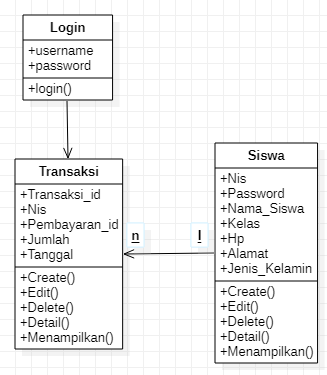 Login
+username
+password
+login()
Transaksi
+Transaksi_id
+Nis
+Pembayaran_id
+Jumlah
+Tanggal
+Create()
+Edit()
+Delete()
+Detail()
+Menampilkan()
n
I
Siswa
+Nis
+Password
+Nama_Siswa
+Kelas
+Hp
+Alamat
+Jenis_Kelamin
+Create()
+Edit()
+Delete()
+Detail()
+Menampilkan()